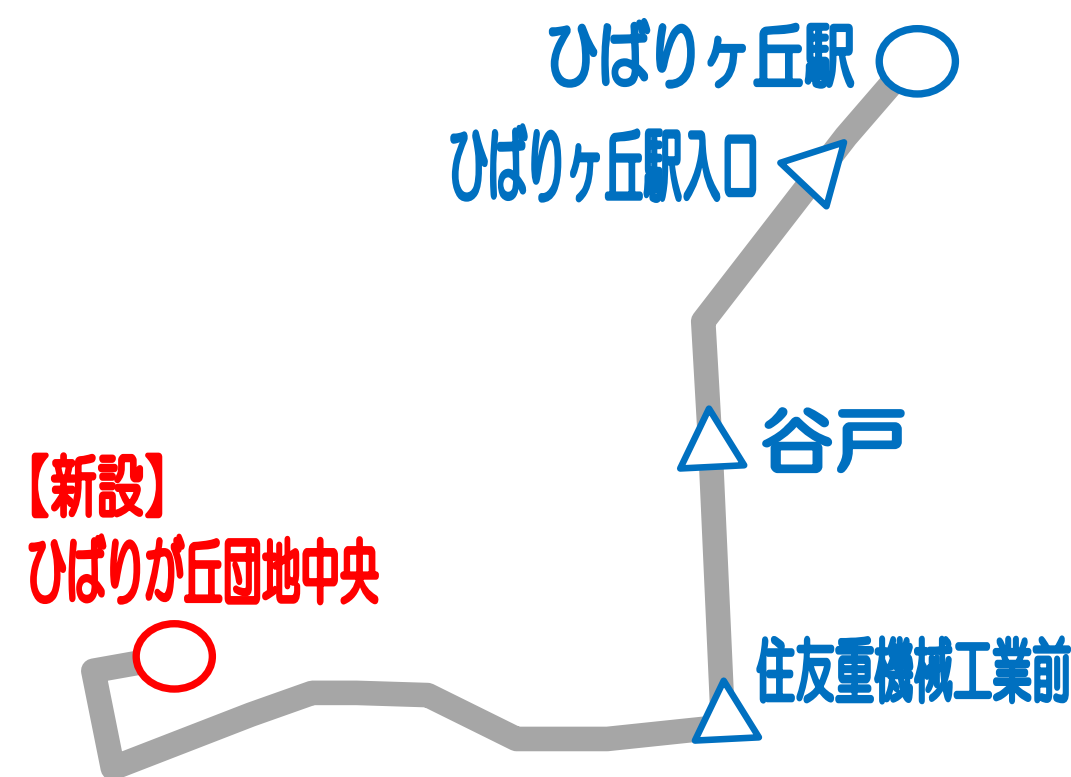 ひばりヶ丘駅
ひばりヶ丘駅入口
谷戸
【新設】
ひばりが丘団地中央
住友重機械工業前